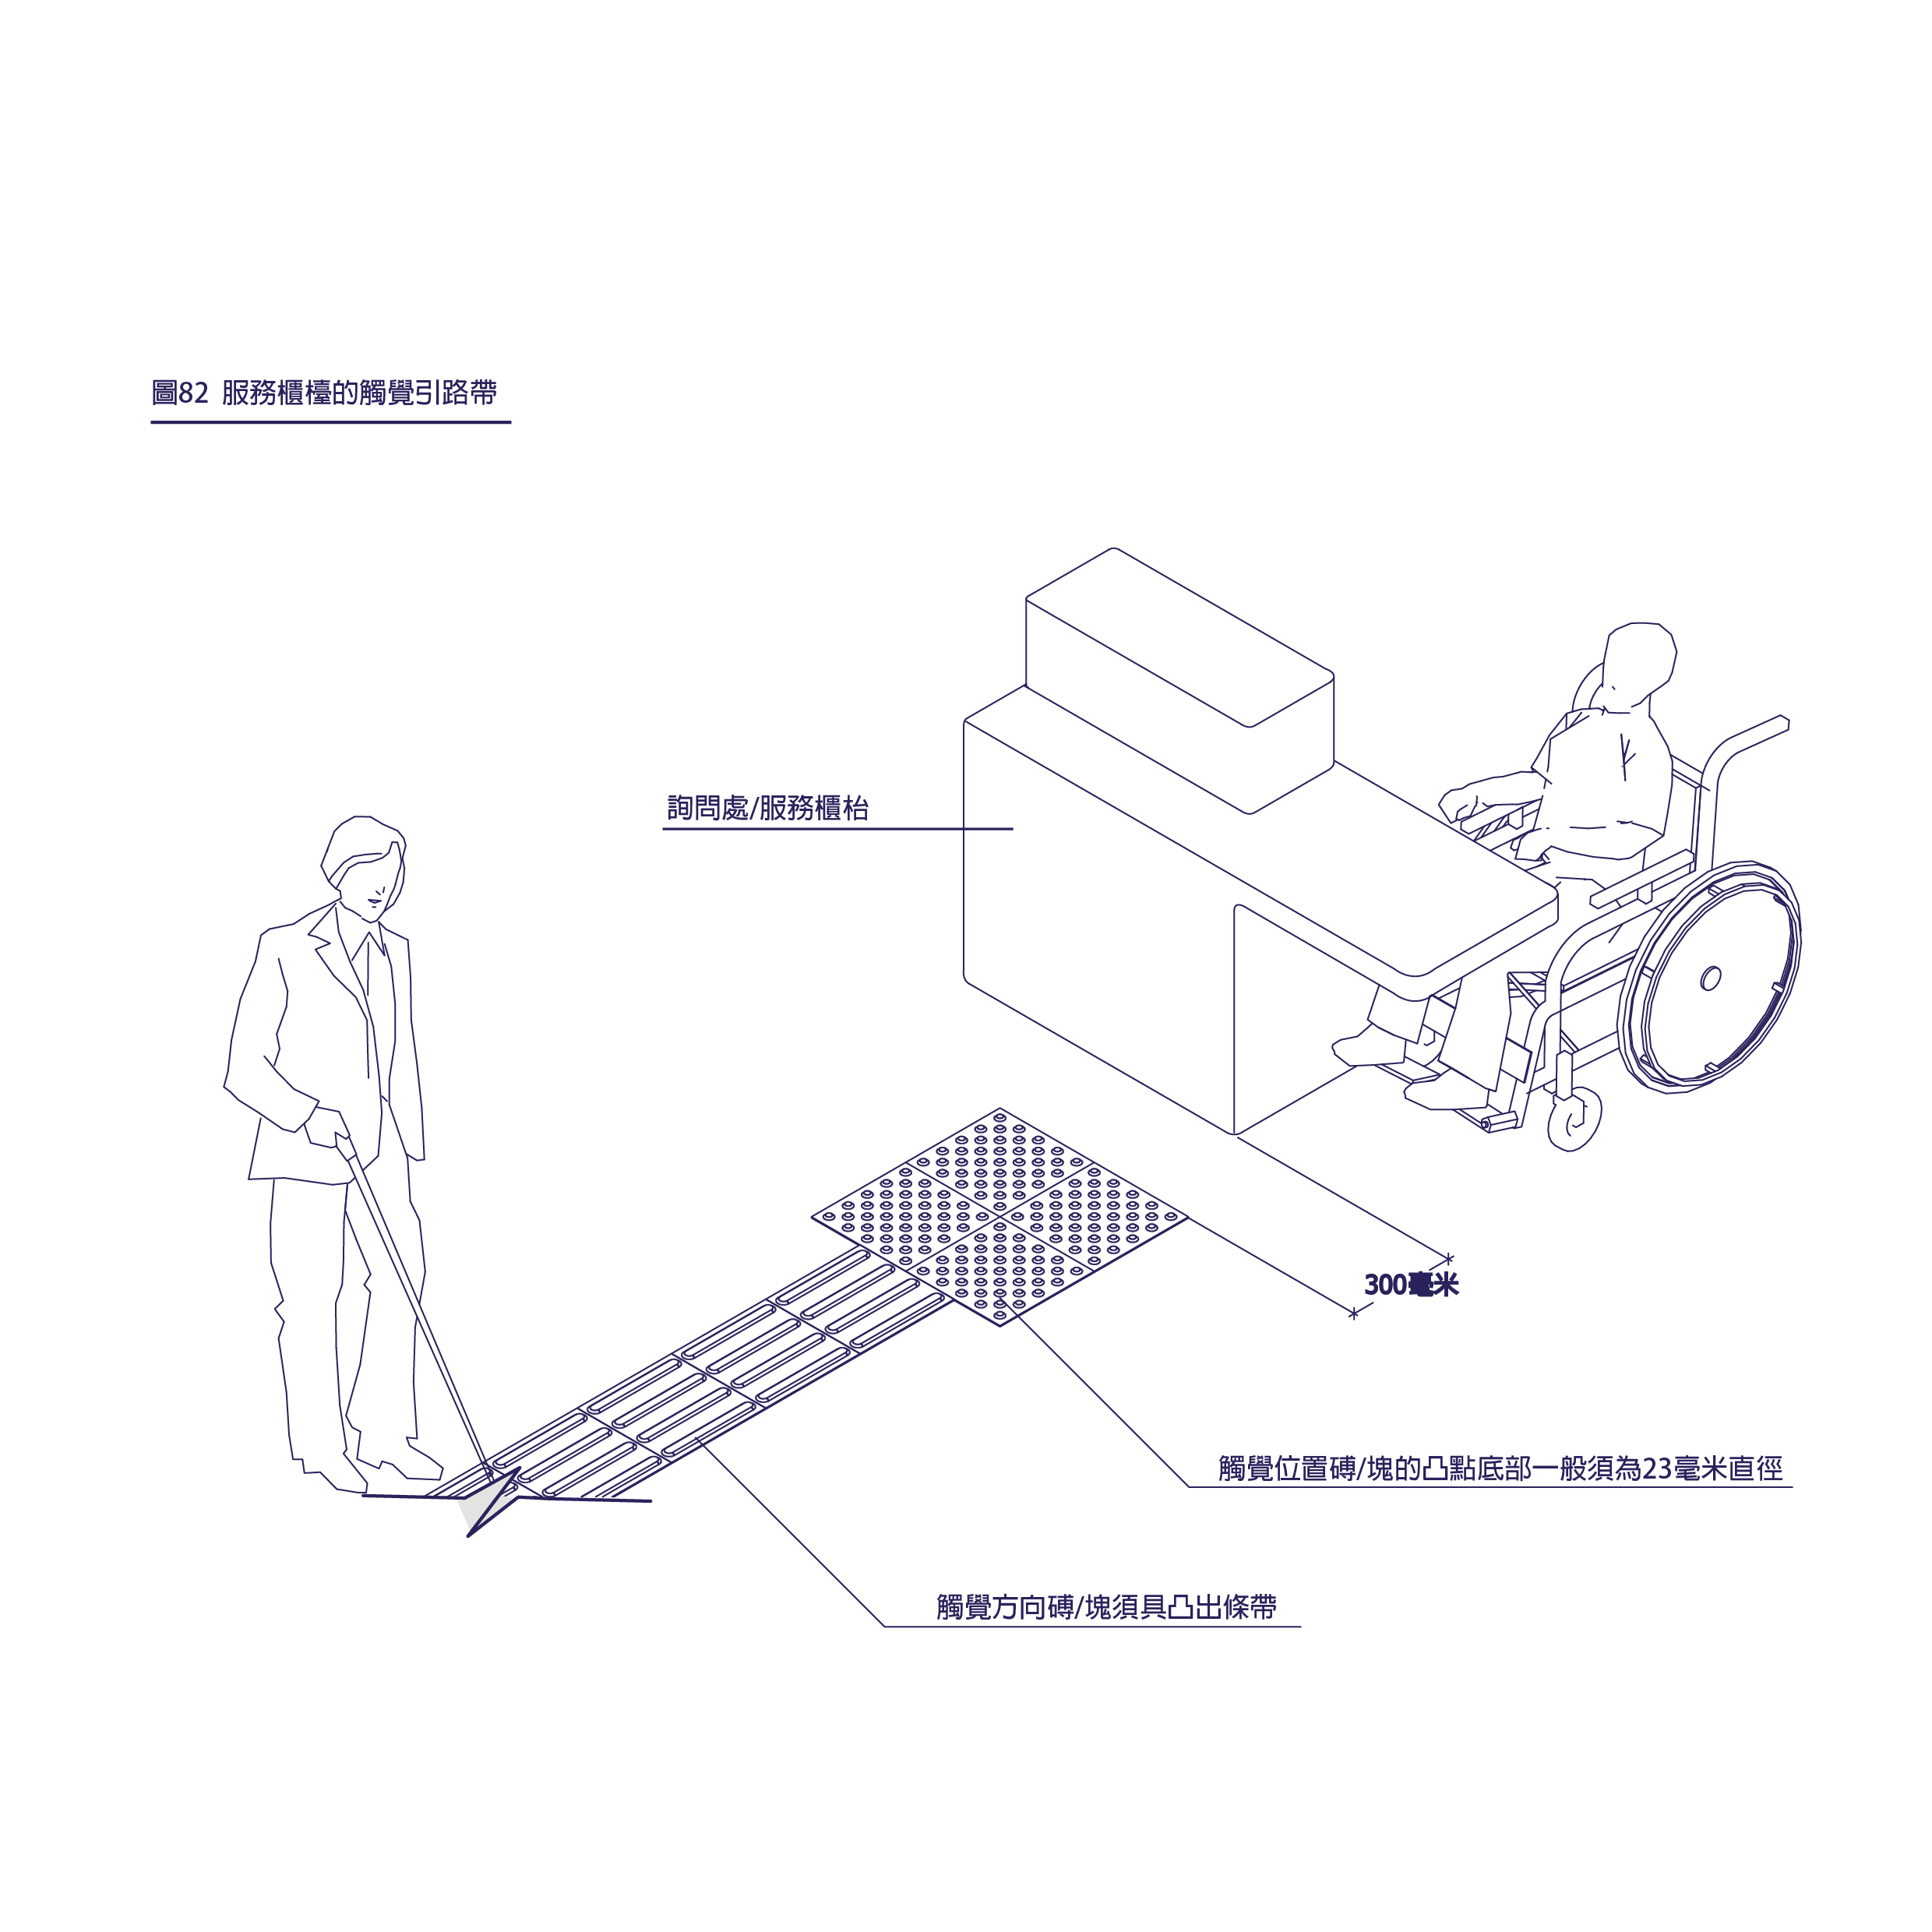 圖82 服務櫃檯的觸覺引路帶
詢問處/服務櫃枱
300毫米
觸覺位置磚/塊的凸點底部一般須為23毫米直徑
觸覺方向磚/塊須具凸出條帶